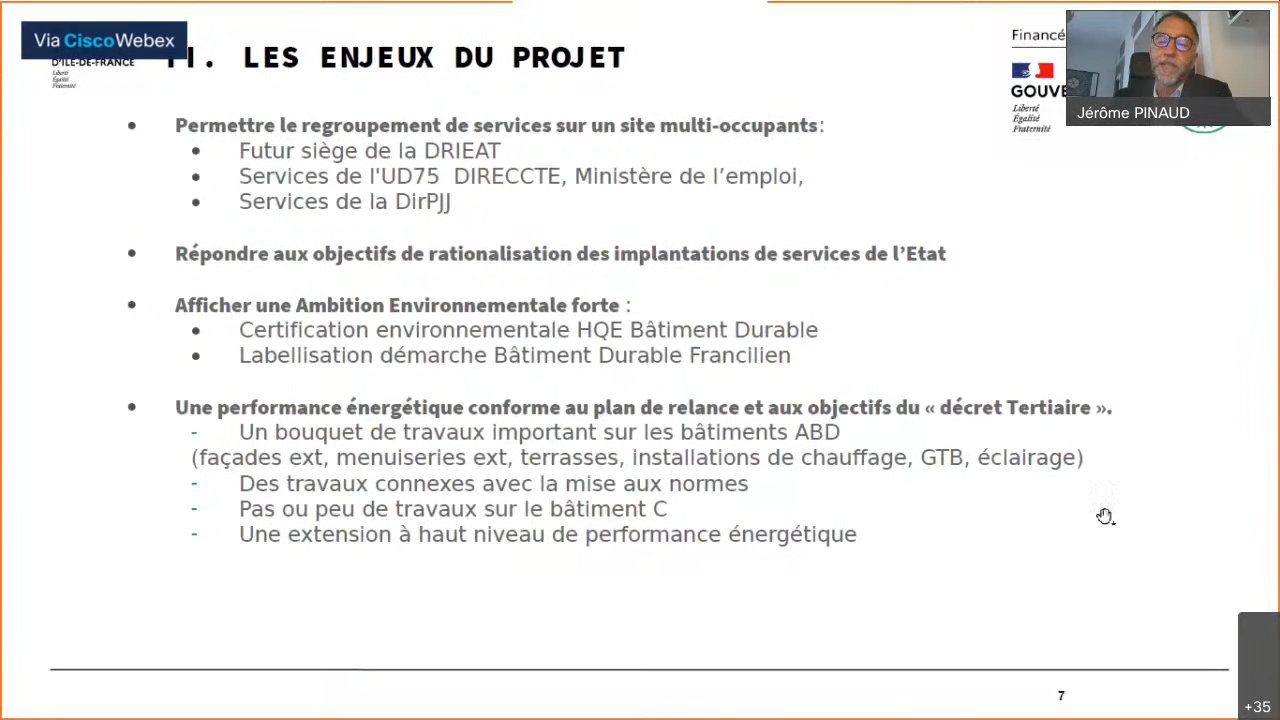 Via Cisco Webex
D'ÎLE-DE-FRANCE
Liberté
Égalité
Fraternité
II. LES ENJEUX DU PROJET
Financé
GOUVE
Liberté
Égalité
Fraternité
Jérôme PINAUD
• Permettre le regroupement de services sur un site multi-occupants:
• Futur siège de la DRIEAT
• Services de l'UD75 DIRECCTE, Ministère de l’emploi,
• Services de la DirPJJ
• Répondre aux objectifs de rationalisation des implantations de services de l’Etat
• Afficher une Ambition Environnementale forte :
• Certification environnementale HQE Bâtiment Durable
• Labellisation démarche Bâtiment Durable Francilien
• Une performance énergétique conforme au plan de relance et aux objectifs du « décret Tertiaire ».
- Un bouquet de travaux important sur les bâtiments ABD
(façades ext, menuiseries ext, terrasses, installations de chauffage, GTB, éclairage)
- Des travaux connexes avec la mise aux normes
- Pas ou peu de travaux sur le bâtiment C
- Une extension à haut niveau de performance énergétique
7
+35